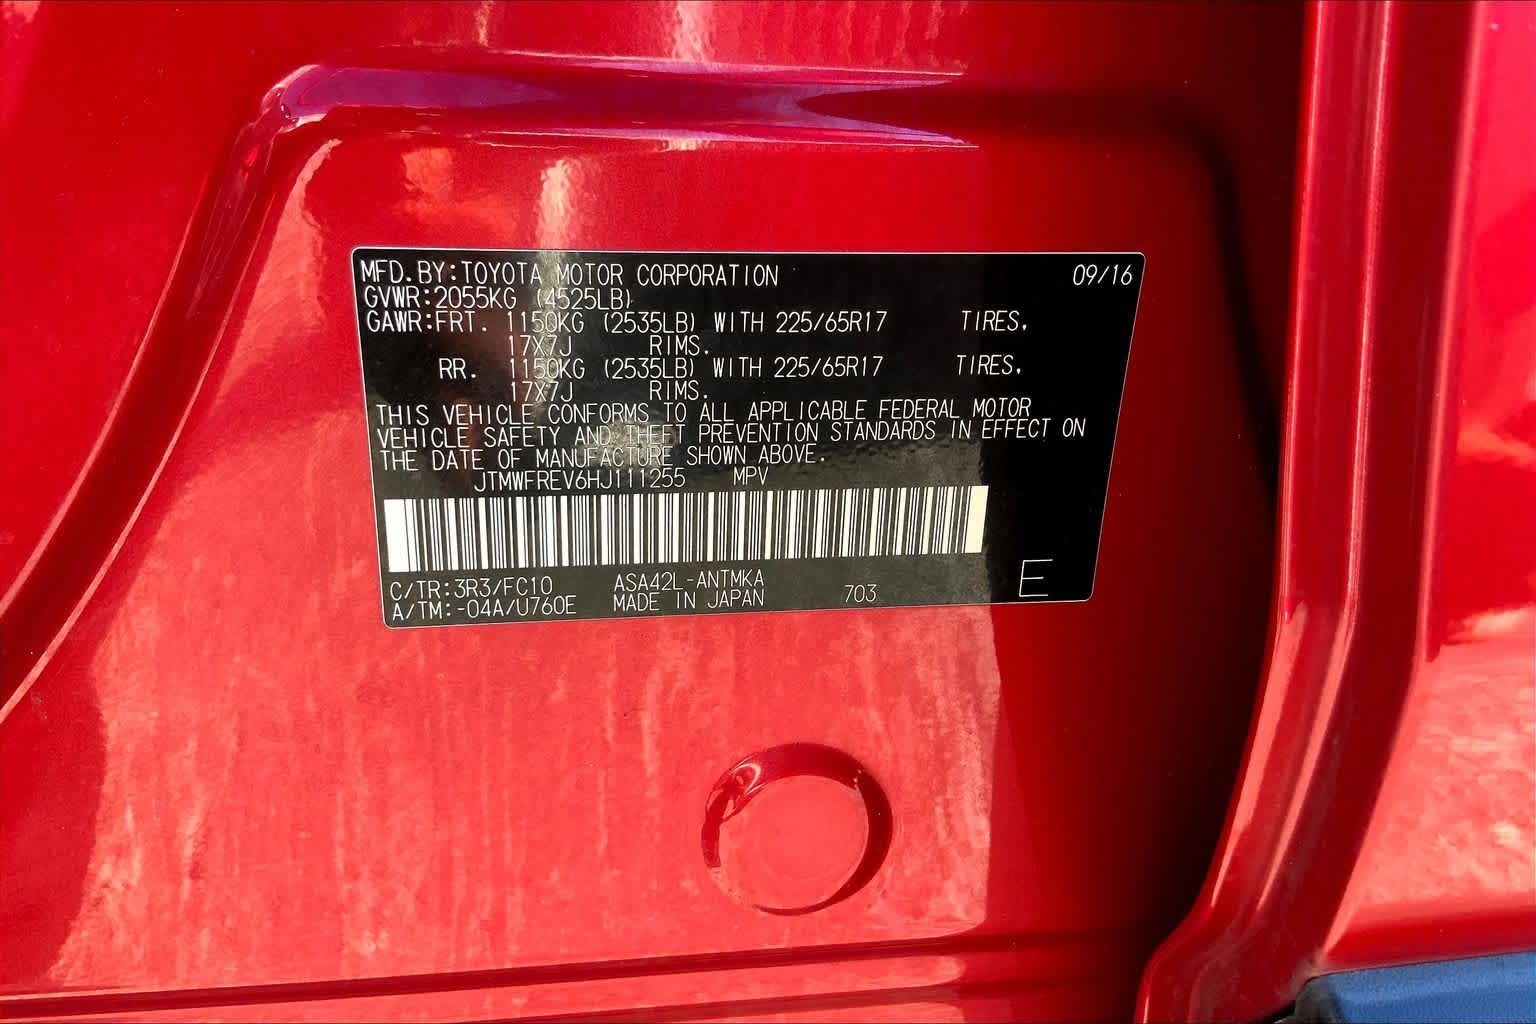 MFD.BY:TOYOTA MOTOR CORPORATION 09/16
GVWR:2055KG (4525LB)
GAWR:FRT. 1150KG (2535LB) WITH 225/65R17 TIRES,
17X7J RIMS.
RR. 1150KG (2535LB) WITH 225/65R17 TIRES,
17X7J RIMS.
THIS VEHICLE CONFORMS TO ALL APPLICABLE FEDERAL MOTOR
VEHICLE SAFETY AND THEFT PREVENTION STANDARDS IN EFFECT ON
THE DATE OF MANUFACTURE SHOWN ABOVE.
JTMWFREV6HJ111255 MPV
C/TR:3R3/FC10 ASA42L-ANTMKA
A/TM:-04A/U760E MADE IN JAPAN 703 E